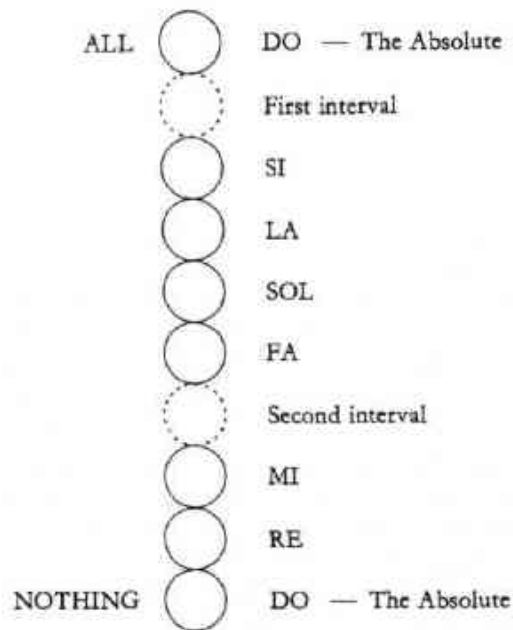 ALL DO — The Absolute
First interval
SI
LA
SOL
FA
Second interval
MI
RE
NOTHING DO — The Absolute